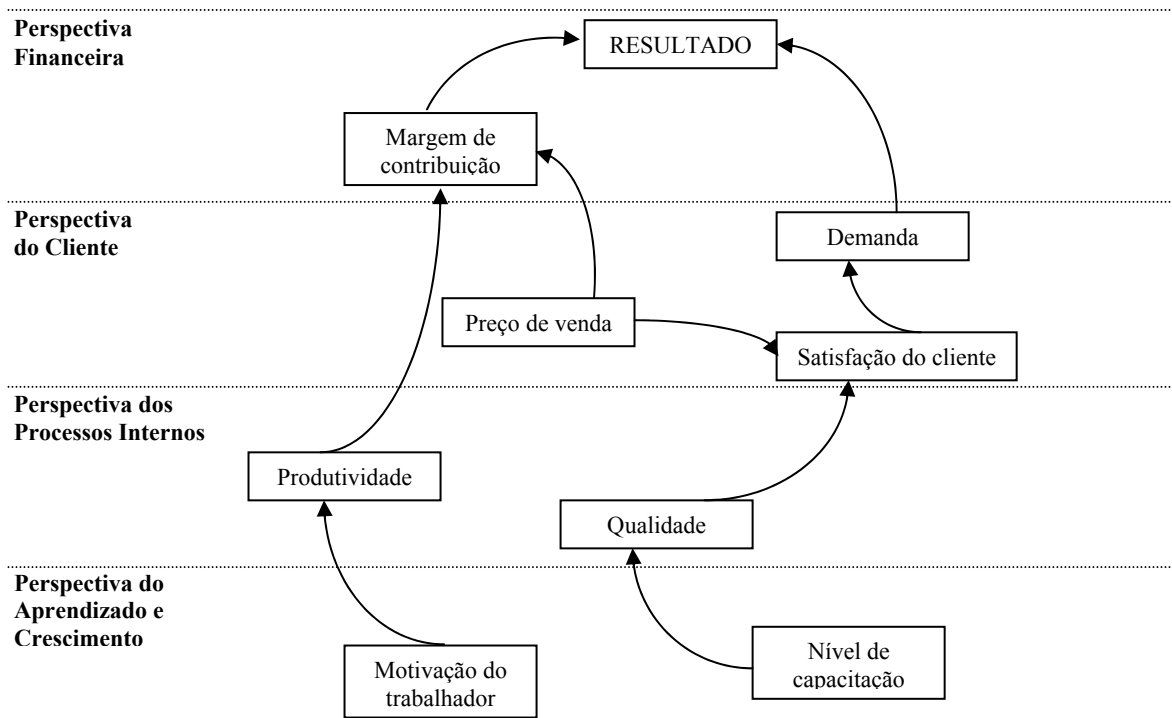 Perspectiva
Financeira
RESULTADO
Margem de
contribuição
Perspectiva
do Cliente
Demanda
Preço de venda
Satisfação do cliente
Perspectiva dos
Processos Internos
Produtividade
Qualidade
Perspectiva do
Aprendizado e
Crescimento
Motivação do
trabalhador
Nível de
capacitação